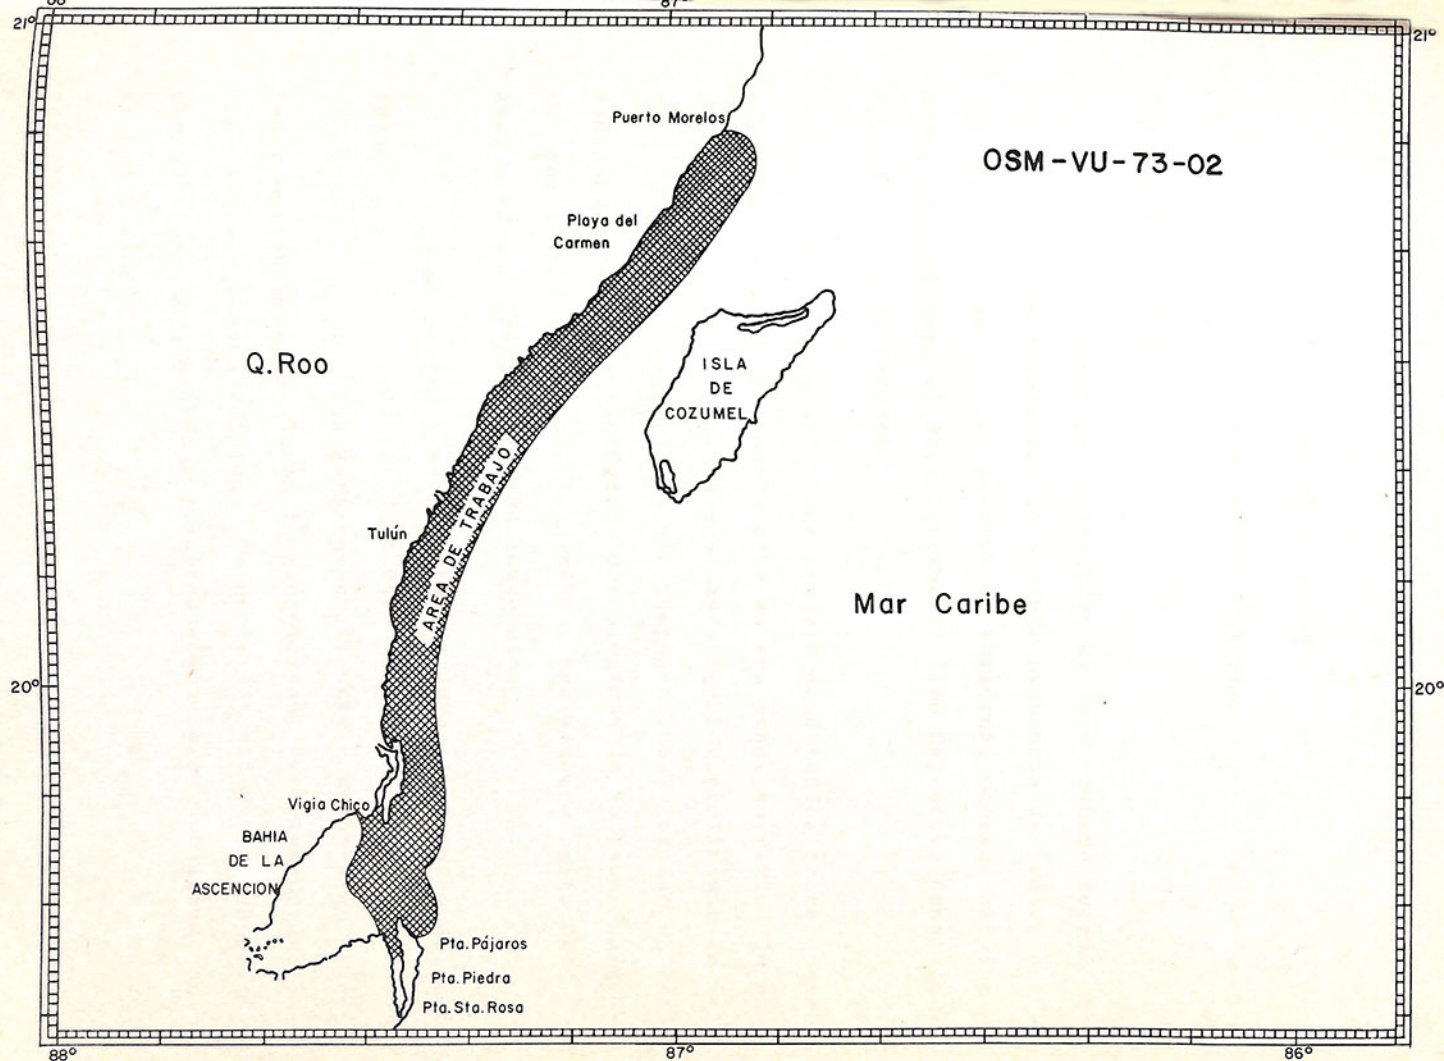 88°
87°
21°
21°
Puerto Morelos
OSM-VU-73-02
Playa del
Carmen
Q. Roo
ISLA
DE
COZUMEL
AREA DE TRABAJO
Tulún
Mar Caribe
20°
20°
Vigia Chico
BAHIA
DE LA
ASCENCION
Pta. Pájaros
Pta. Piedra
Pta. Sta. Rosa
88°
87°
86°